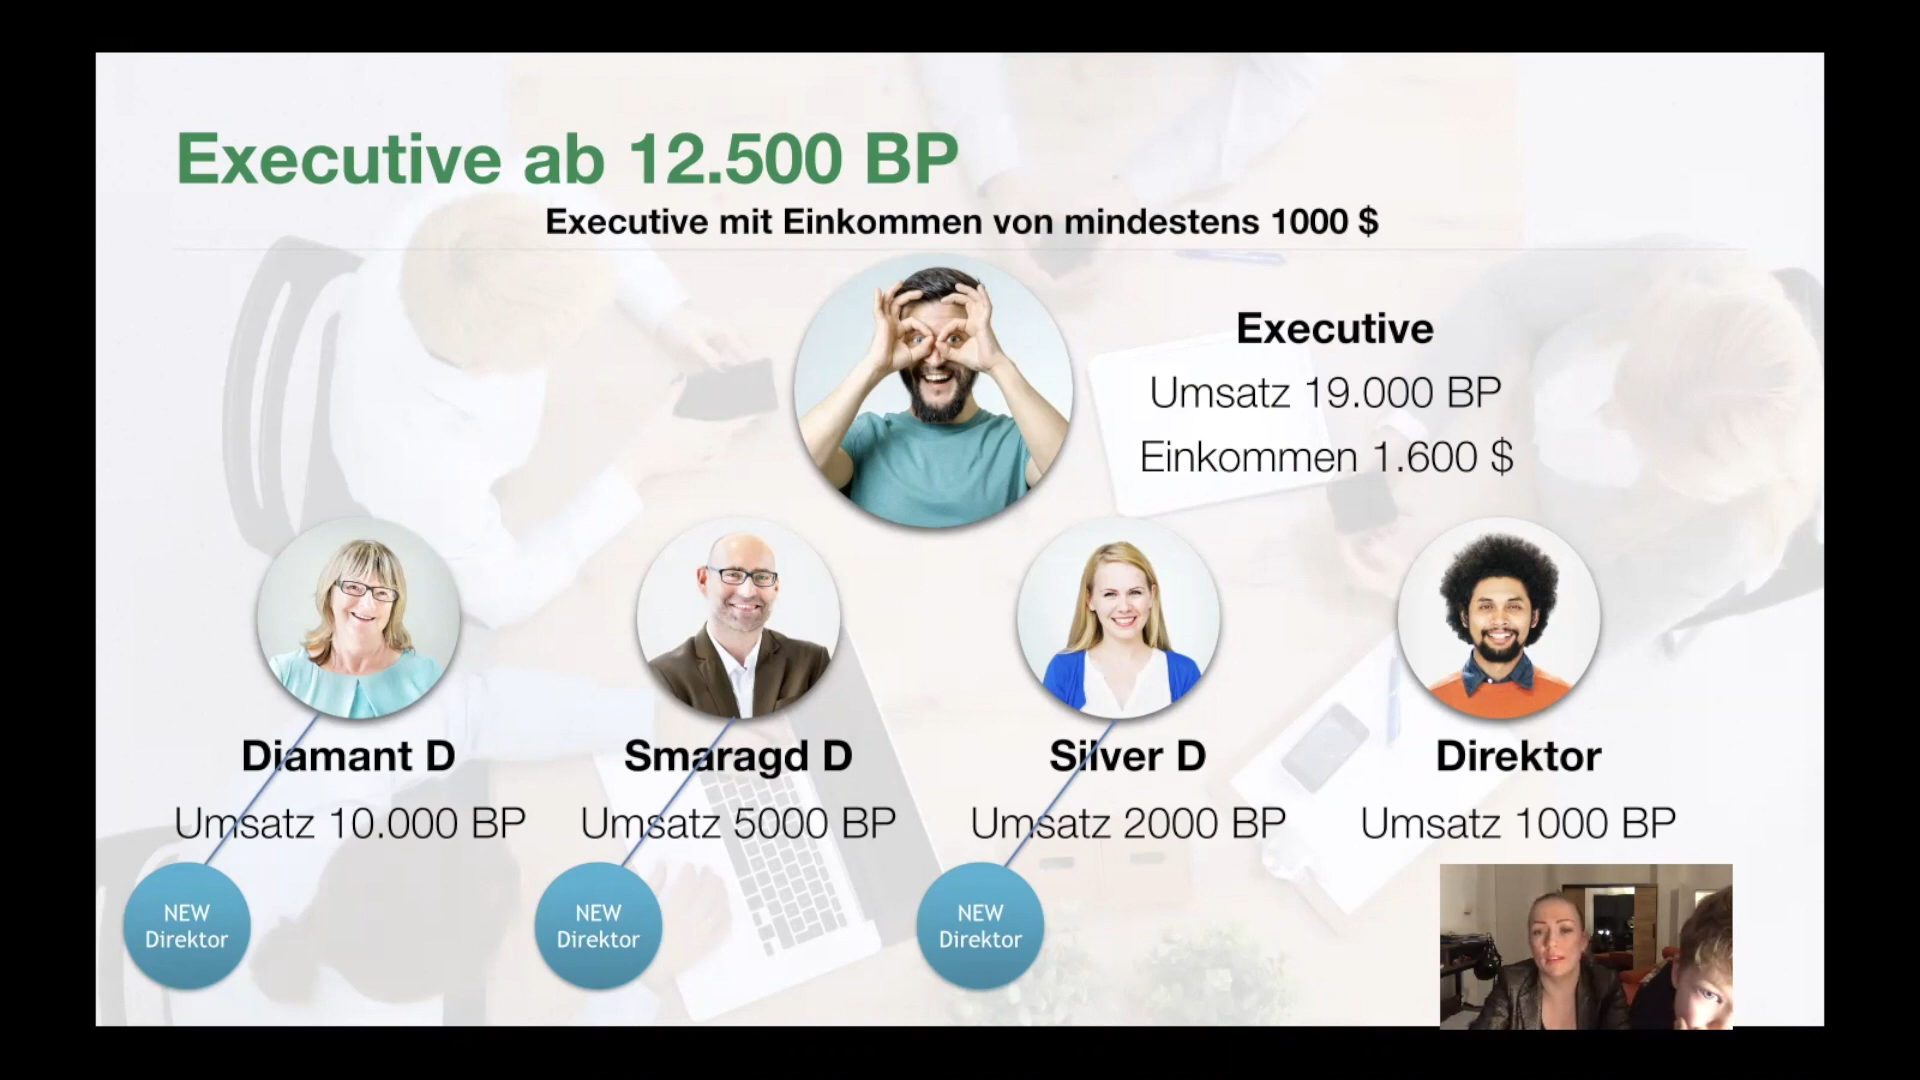 Executive ab 12.500 BP
Executive mit Einkommen von mindestens 1000 $
Executive
Umsatz 19.000 BP
Einkommen 1.600 $
Diamant D
Umsatz 10.000 BP
Smaragd D
Umsatz 5000 BP
Silver D
Umsatz 2000 BP
Direktor
Umsatz 1000 BP
NEW
Direktor
NEW
Direktor
NEW
Direktor